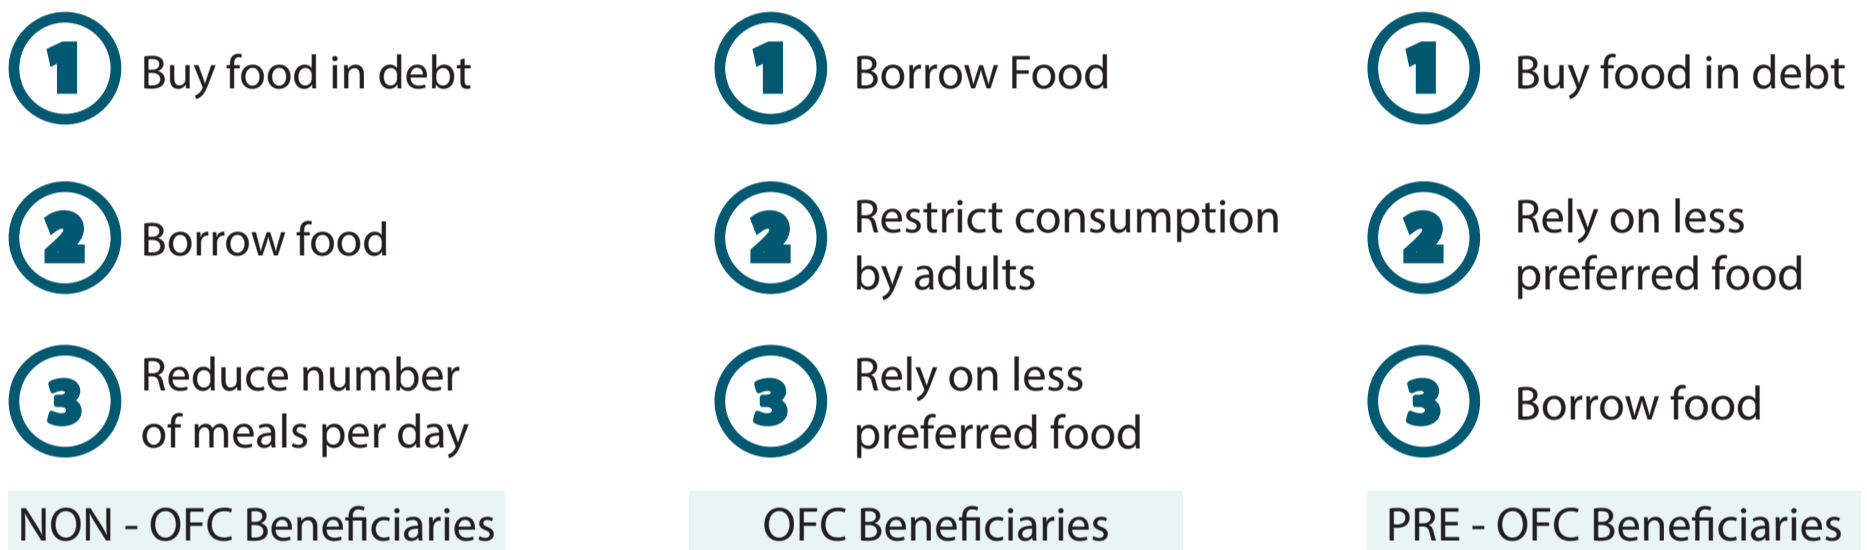 1
Buy food in debt
2
Borrow food
3
Reduce number
of meals per day
NON - OFC Beneficiaries
1
Borrow Food
2
Restrict consumption
by adults
3
Rely on less
preferred food
OFC Beneficiaries
1
Buy food in debt
2
Rely on less
preferred food
3
Borrow food
PRE - OFC Beneficiaries